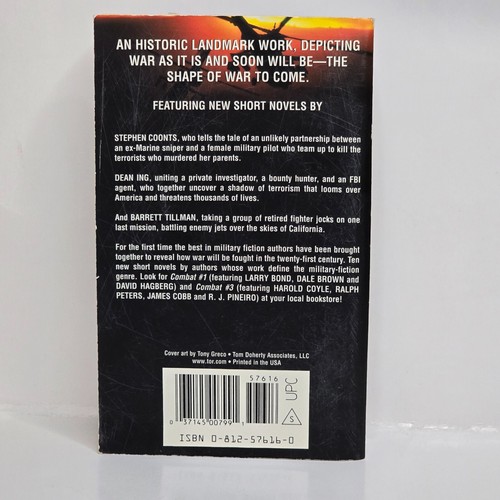 AN HISTORIC LANDMARK WORK, DEPICTING
WAR AS IT IS AND SOON WILL BE—THE
SHAPE OF WAR TO COME.
FEATURING NEW SHORT NOVELS BY
STEPHEN COONTS, who tells the tale of an unlikely partnership between
an ex-Marine sniper and a female military pilot who team up to kill the
terrorists who murdered her parents.
DEAN ING, uniting a private investigator, a bounty hunter, and an FBI
agent, who together uncover a shadow of terrorism that looms over
America and threatens thousands of lives.
And BARRETT TILLMAN, taking a group of retired fighter jocks on one
last mission, battling enemy jets over the skies of California.
For the first time the best in military fiction authors have been brought
together to reveal how war will be fought in the twenty-first century. Ten
new short novels by authors whose work define the military-fiction
genre. Look for Combat #1 (featuring LARRY BOND, DALE BROWN and
DAVID HAGBERG) and Combat #3 (featuring HAROLD COYLE, RALPH
PETERS, JAMES COBB and R. J. PINEIRO) at your local bookstore!
Cover art by Tony Greco • Tom Doherty Associates, LLC
www.tor.com • Printed in the USA
57616
UPC
S
0 37145 00799 1
ISBN 0-812-57616-0